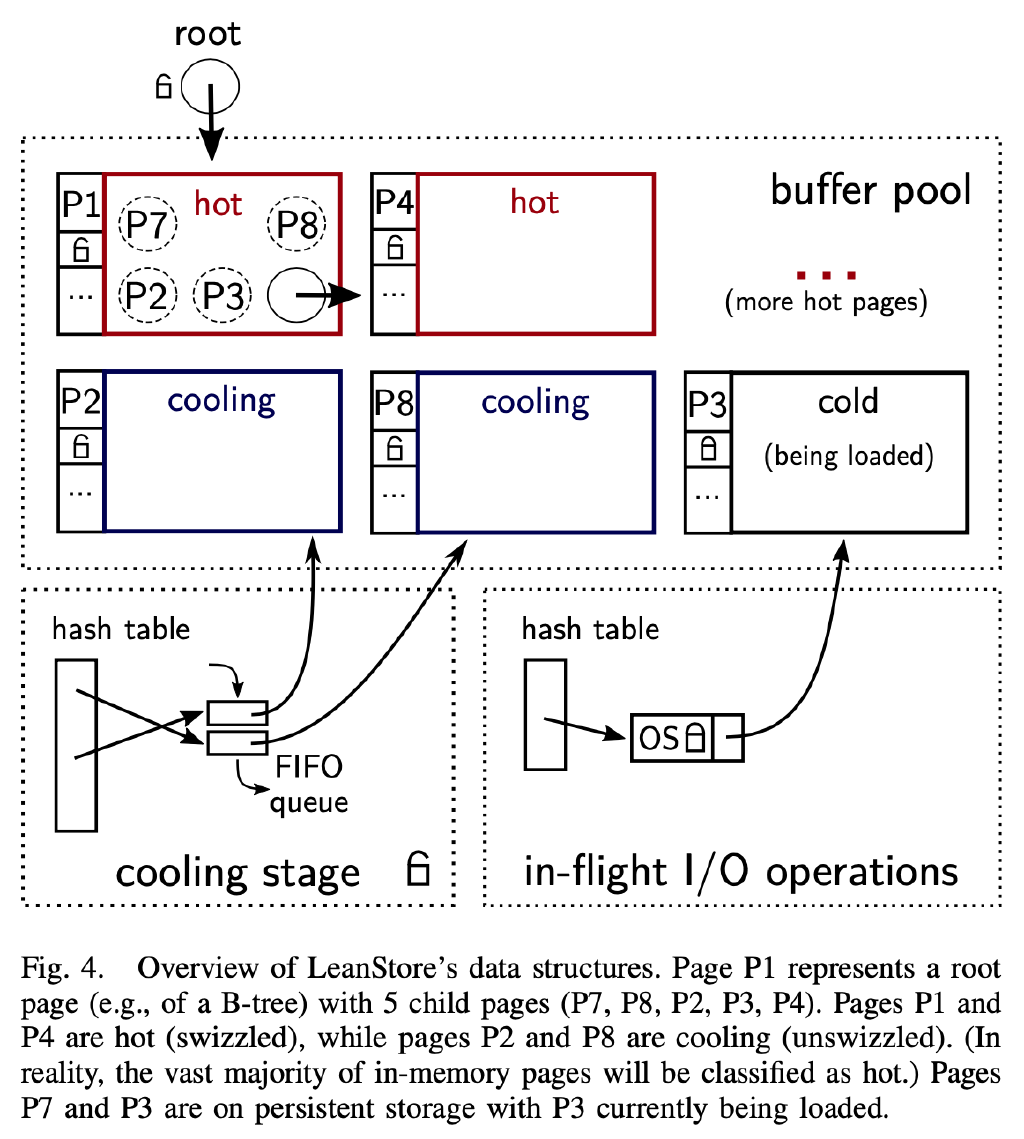 root
P1
hot
P7
P8
...
P2
P3
P4
hot
...
buffer pool
...
(more hot pages)
P2
cooling
...
P8
cooling
...
P3
cold
(being loaded)
...
hash table
FIFO
queue
cooling stage
hash table
OS
in-flight I/O operations
Fig. 4. Overview of LeanStore's data structures. Page P1 represents a root
page (e.g., of a B-tree) with 5 child pages (P7, P8, P2, P3, P4). Pages P1 and
P4 are hot (swizzled), while pages P2 and P8 are cooling (unswizzled). (In
reality, the vast majority of in-memory pages will be classified as hot.) Pages
P7 and P3 are on persistent storage with P3 currently being loaded.